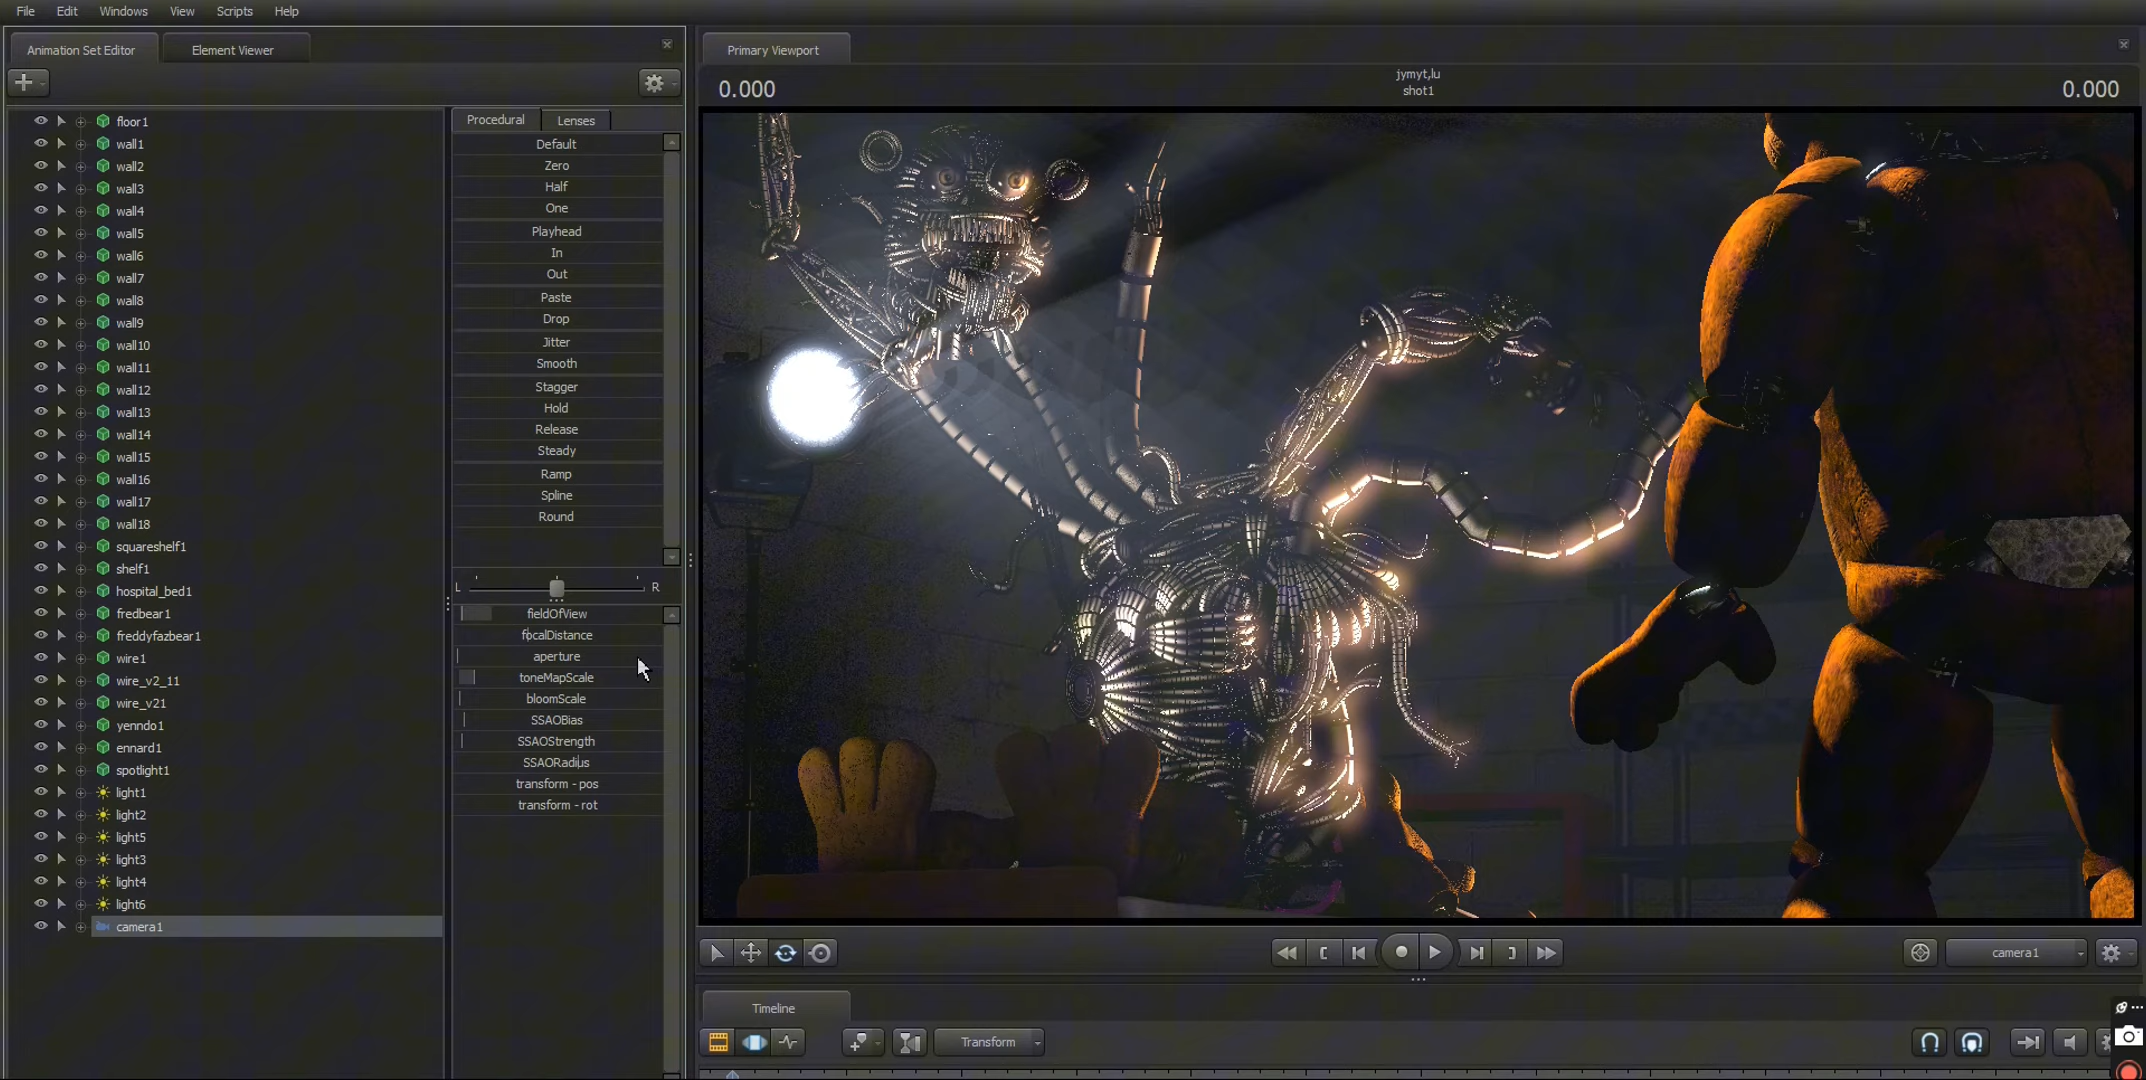 File Edit Windows View Scripts Help
Animation Set Editor Element Viewer
Primary Viewport
0.000
jymyt,lu
shot1
0.000
floor1
wall1
wall2
wall3
wall4
wall5
wall6
wall7
wall8
wall9
wall10
wall11
wall12
wall13
wall14
wall15
wall16
wall17
wall18
squareshelf1
shelf1
hospital_bed1
fredbear1
freddyfazbear1
wire1
wire_v2_11
wire_v21
yenndo1
ennard1
spotlight1
light1
light2
light5
light3
light4
light6
camera1
Procedural Lenses
Default
Zero
Half
One
Playhead
In
Out
Paste
Drop
Jitter
Smooth
Stagger
Hold
Release
Steady
Ramp
Spline
Round
L R
fieldOfView
focalDistance
aperture
toneMapScale
bloomScale
SSAOBias
SSAOStrength
SSAORadius
transform - pos
transform - rot
camera1
Timeline
Transform